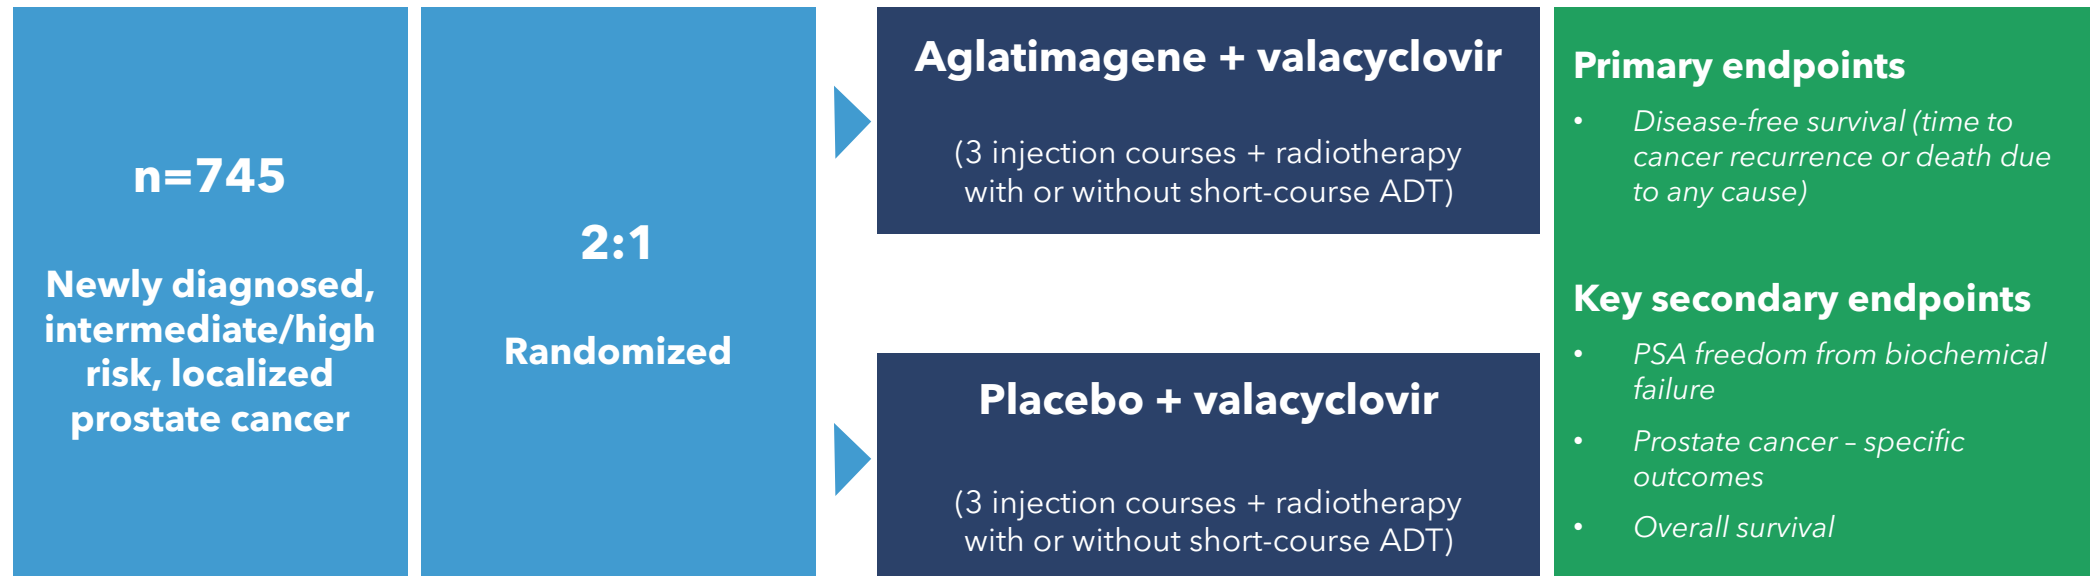 n=745
Newly diagnosed,
intermediate/high
risk, localized
prostate cancer
2:1
Randomized
Aglatimagene + valacyclovir
(3 injection courses + radiotherapy
with or without short-course ADT)
Placebo + valacyclovir
(3 injection courses + radiotherapy
with or without short-course ADT)
Primary endpoints
• Disease-free survival (time to
cancer recurrence or death due
to any cause)
Key secondary endpoints
• PSA freedom from biochemical
failure
• Prostate cancer – specific
outcomes
• Overall survival